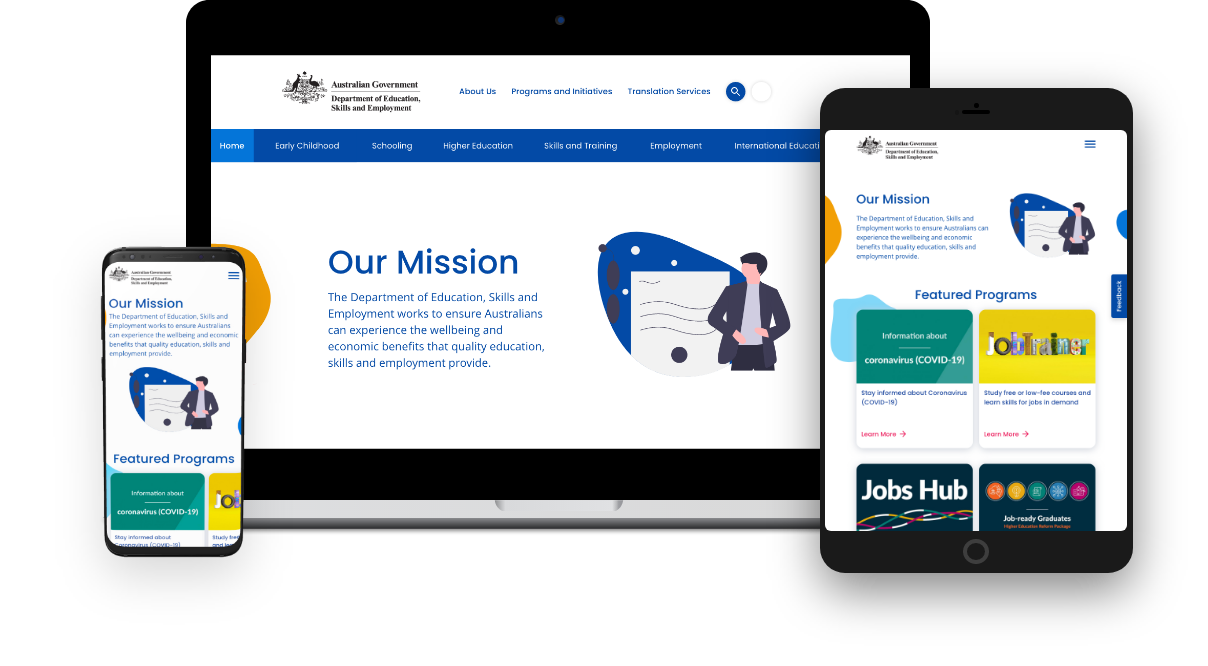 Australian Government
Department of Education,
Skills and Employment
About Us
Programs and Initiatives
Translation Services
Home
Early Childhood
Schooling
Higher Education
Skills and Training
Employment
International Educati
Our Mission
The Department of Education, Skills and
Employment works to ensure Australians
can experience the wellbeing and
economic benefits that quality education,
skills and employment provide.
Australian Government
Department of Education,
Skills and Employment
Our Mission
The Department of Education, Skills and
Employment works to ensure Australians
can experience the wellbeing and economic
benefits that quality education, skills and
employment provide.
Featured Programs
Information about
coronavirus (COVID-19)
Stay informed about
Coronavirus (COVID-19)
JobT
Study free
and lea
Australian Government
Department of Education,
Skills and Employment
Our Mission
The Department of Education, Skills and
Employment works to ensure Australians can
experience the wellbeing and economic
benefits that quality education, skills and
employment provide.
Feedback
Featured Programs
Information about
coronavirus (COVID-19)
Stay informed about Coronavirus
(COVID-19)
Learn More
JobTrainer
Study free or low-fee courses and
learn skills for jobs in demand
Learn More
Jobs Hub
Job-ready Graduates
Higher Education Reform Package